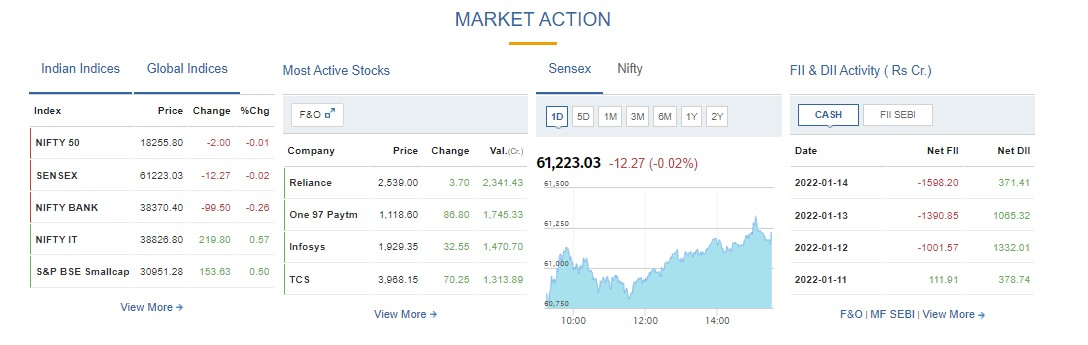 MARKET ACTION
Indian Indices Global Indices
Index Price Change %Chg
NIFTY 50 18255.80 -2.00 -0.01
SENSEX 61223.03 -12.27 -0.02
NIFTY BANK 38370.40 -99.50 -0.26
NIFTY IT 38826.80 219.80 0.57
S&P BSE Smallcap 30951.28 153.63 0.50
View More
Most Active Stocks
F&O
Company Price Change Val.(Cr.)
Reliance 2,539.00 3.70 2,341.43
One 97 Paytm 1,118.60 86.80 1,745.33
Infosys 1,929.35 32.55 1,470.70
TCS 3,968.15 70.25 1,313.89
View More
Sensex Nifty
1D 5D 1M 3M 6M 1Y 2Y
61,223.03 -12.27 (-0.02%)
61,500
61,250
61,000
60,750
10:00 12:00 14:00
FII & DII Activity ( Rs Cr.)
CASH FII SEBI
Date Net FII Net DII
2022-01-14 -1598.20 371.41
2022-01-13 -1390.85 1065.32
2022-01-12 -1001.57 1332.01
2022-01-11 111.91 378.74
F&O | MF SEBI | View More